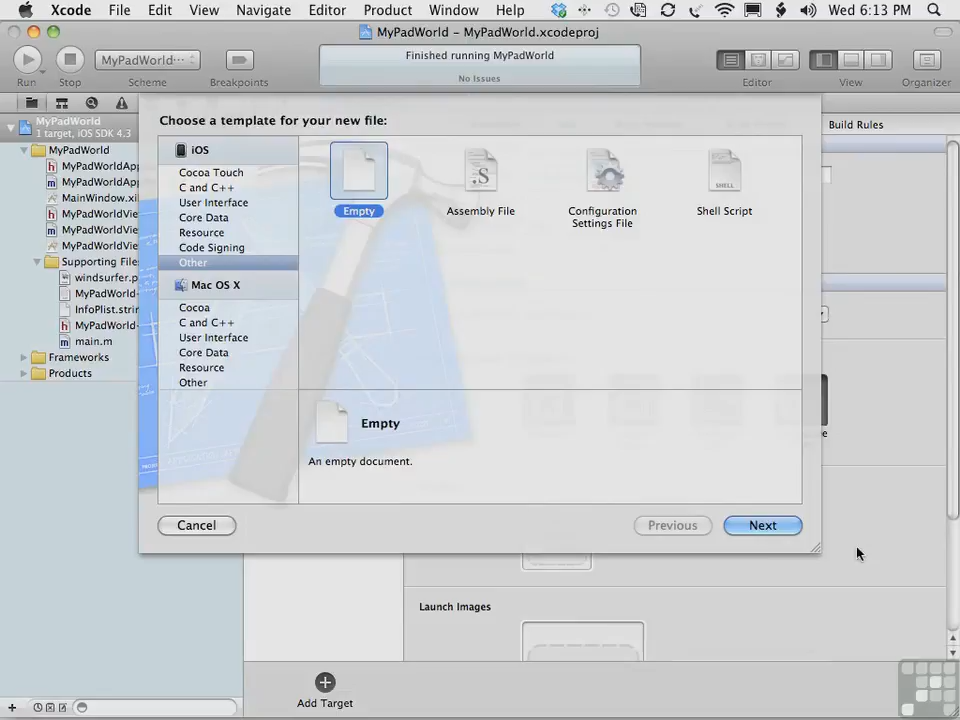 Xcode File Edit View Navigate Editor Product Window Help Wed 6:13 PM
MyPadWorld – MyPadWorld.xcodeproj
MyPadWorld···
Finished running MyPadWorld
No Issues
Run Stop Scheme Breakpoints Editor View Organizer
MyPadWorld
1 target, iOS SDK 4.3
MyPadWorld
MyPadWorldApp
MyPadWorldApp
MainWindow.xi
MyPadWorldVie
MyPadWorldVie
MyPadWorldVie
Supporting File
windsurfer.p
MyPadWorld-
InfoPlist.strin
MyPadWorld-
main.m
Frameworks
Products
Choose a template for your new file:
iOS
Cocoa Touch
C and C++
User Interface
Core Data
Resource
Code Signing
Other
Mac OS X
Cocoa
C and C++
User Interface
Core Data
Resource
Other
.S
SHELL
Empty
Assembly File
Configuration
Settings File
Shell Script
Empty
An empty document.
Cancel
Previous
Next
Build Rules
Launch Images
Add Target